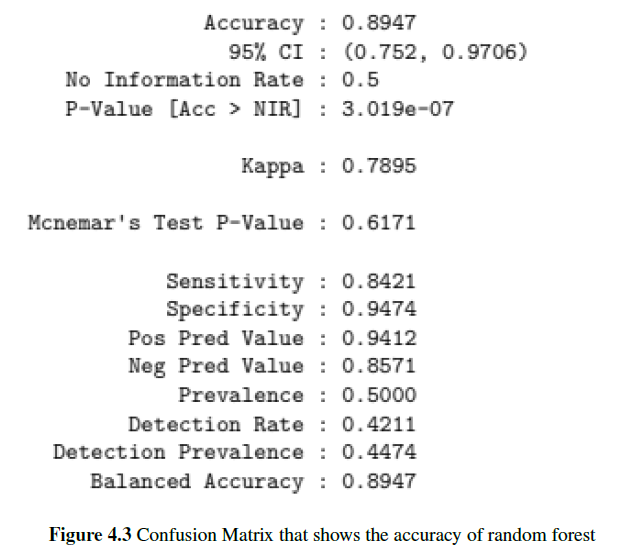 Accuracy : 0.8947
95% CI : (0.752, 0.9706)
No Information Rate : 0.5
P-Value [Acc > NIR] : 3.019e-07
Kappa : 0.7895
Mcnemar's Test P-Value : 0.6171
Sensitivity : 0.8421
Specificity : 0.9474
Pos Pred Value : 0.9412
Neg Pred Value : 0.8571
Prevalence : 0.5000
Detection Rate : 0.4211
Detection Prevalence : 0.4474
Balanced Accuracy : 0.8947
Figure 4.3 Confusion Matrix that shows the accuracy of random forest